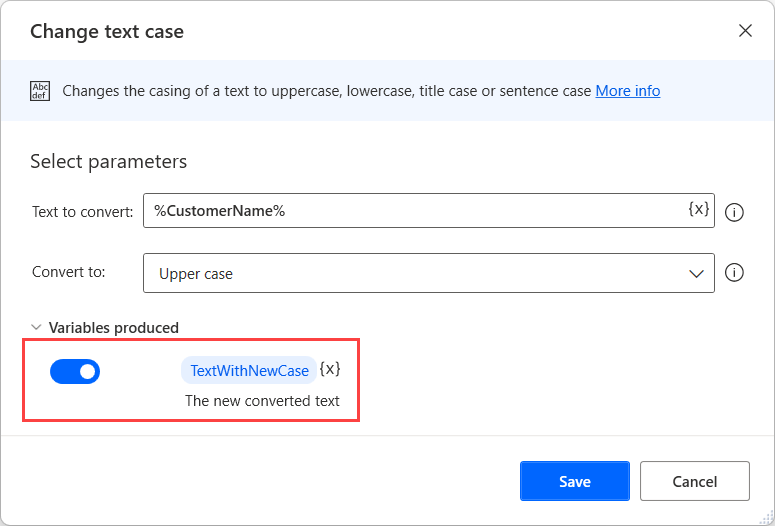 Change text case
Abc
def
Changes the casing of a text to uppercase, lowercase, title case or sentence case More info
Select parameters
Text to convert: %CustomerName% {x}
Convert to: Upper case
Variables produced
TextWithNewCase {x}
The new converted text
Save Cancel